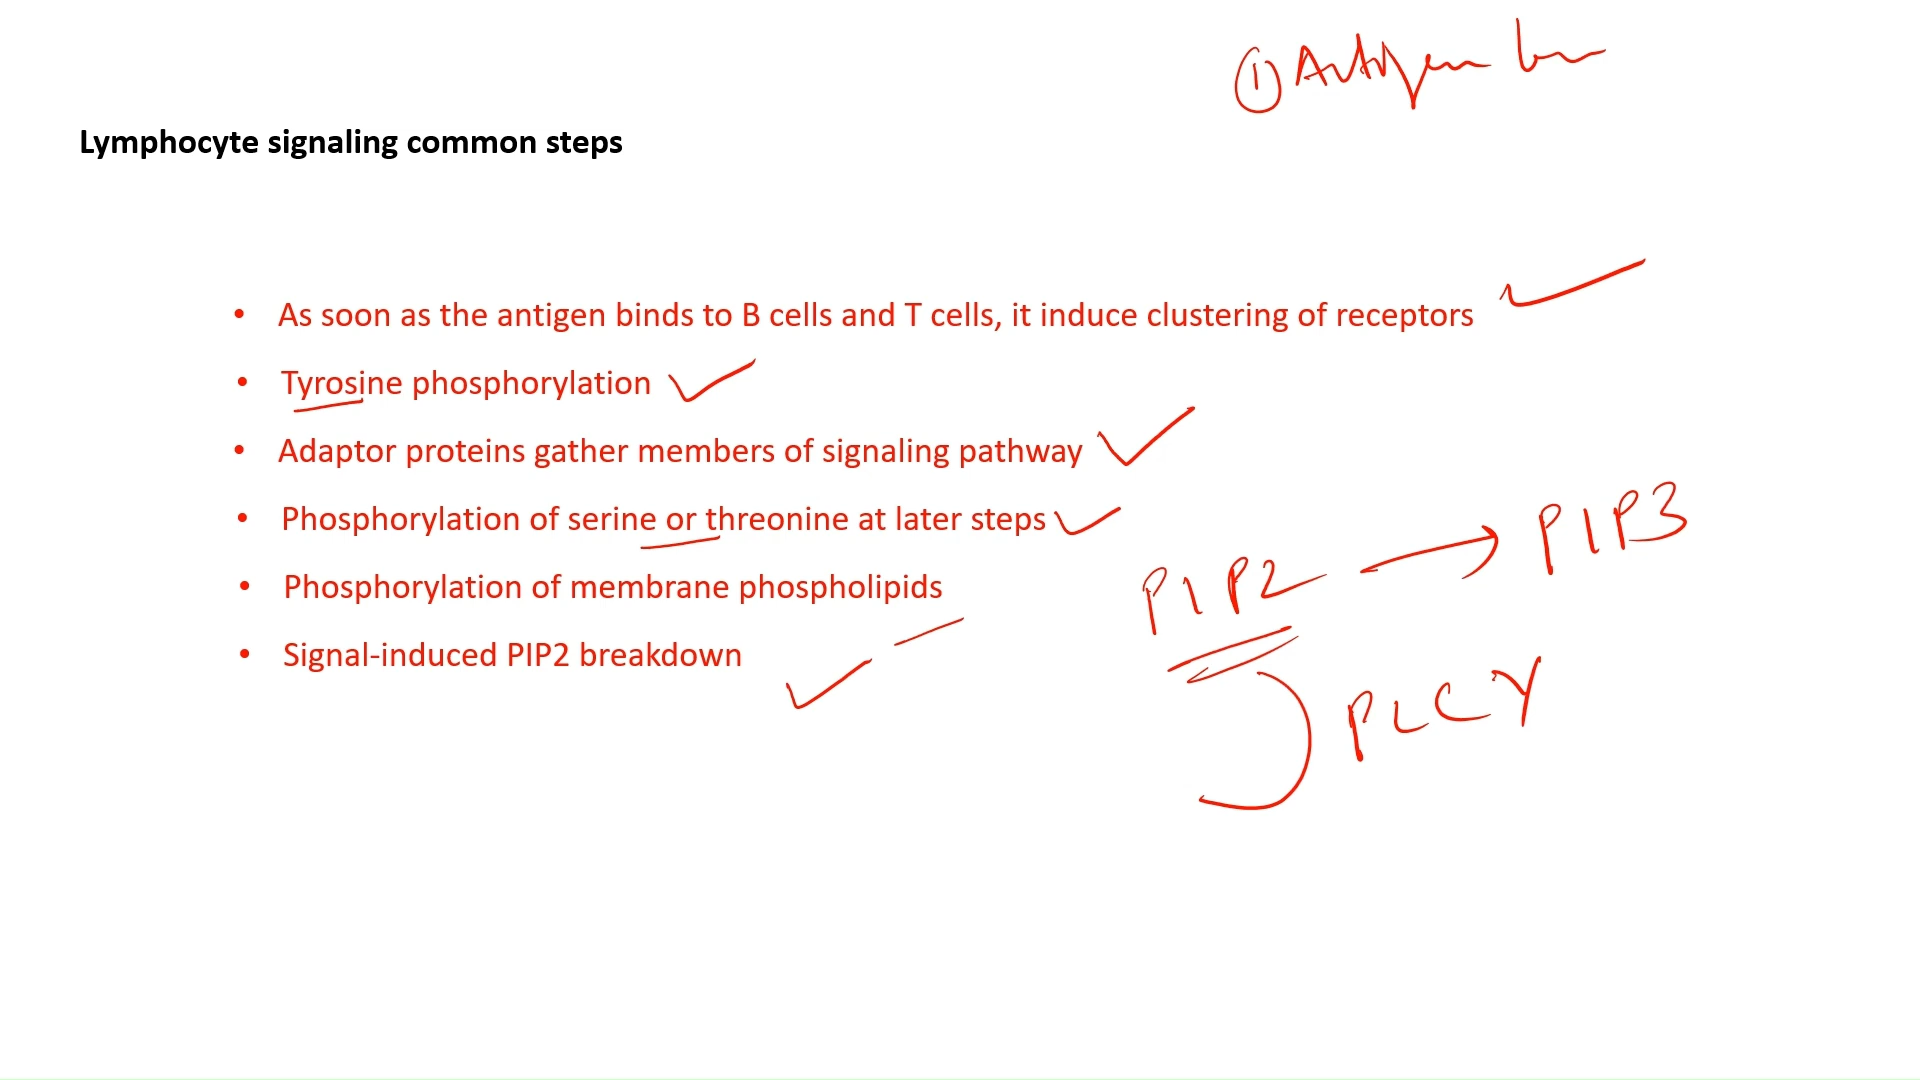 ① Antigen
Lymphocyte signaling common steps
• As soon as the antigen binds to B cells and T cells, it induce clustering of receptors
• Tyrosine phosphorylation
• Adaptor proteins gather members of signaling pathway
• Phosphorylation of serine or threonine at later steps
• Phosphorylation of membrane phospholipids
• Signal-induced PIP2 breakdown
PIP2 → PIP3
PLCγ